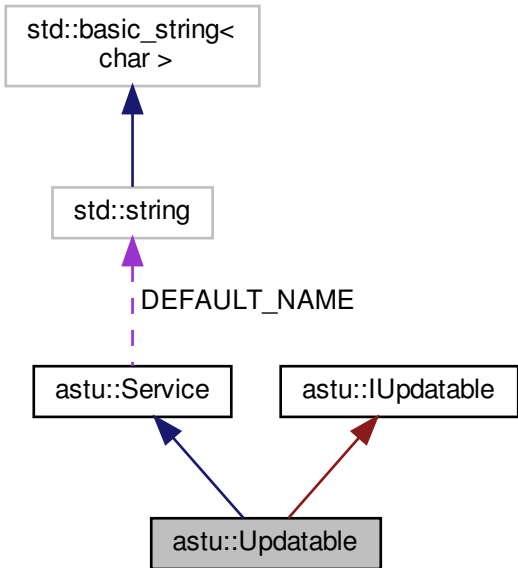 std::basic_string<
char >
std::string
DEFAULT_NAME
astu::Service
astu::IUpdatable
astu::Updatable